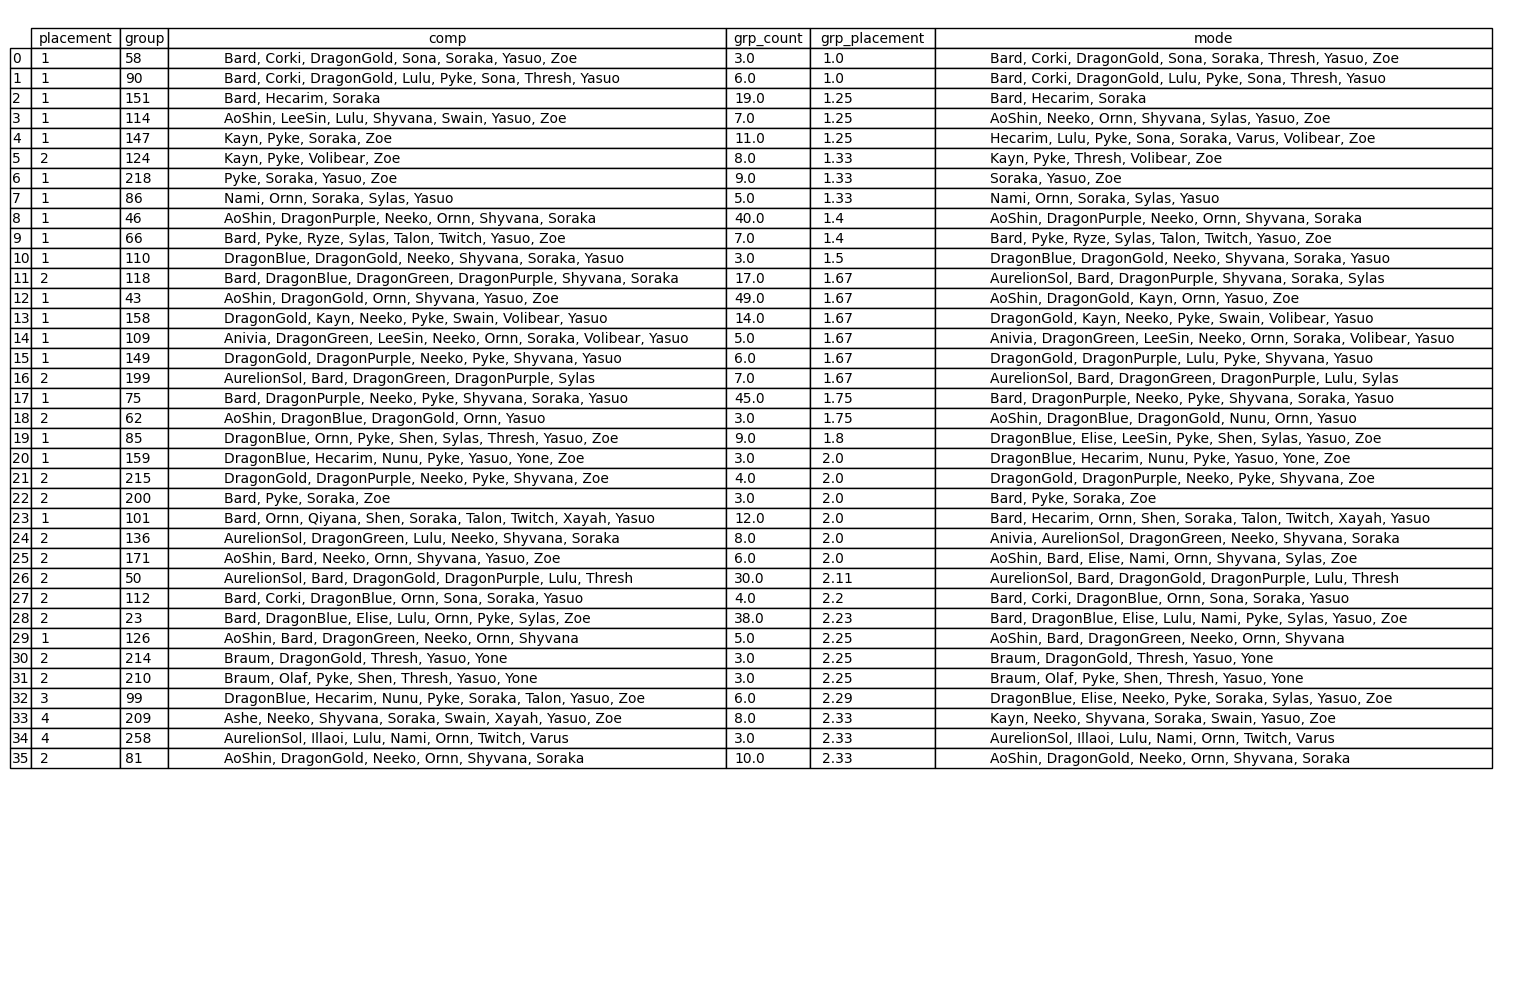 placement group comp grp_count grp_placement mode
0 1 58 Bard, Corki, DragonGold, Sona, Soraka, Yasuo, Zoe 3.0 1.0 Bard, Corki, DragonGold, Sona, Soraka, Thresh, Yasuo, Zoe
1 1 90 Bard, Corki, DragonGold, Lulu, Pyke, Sona, Thresh, Yasuo 6.0 1.0 Bard, Corki, DragonGold, Lulu, Pyke, Sona, Thresh, Yasuo
2 1 151 Bard, Hecarim, Soraka 19.0 1.25 Bard, Hecarim, Soraka
3 1 114 AoShin, LeeSin, Lulu, Shyvana, Swain, Yasuo, Zoe 7.0 1.25 AoShin, Neeko, Ornn, Shyvana, Sylas, Yasuo, Zoe
4 1 147 Kayn, Pyke, Soraka, Zoe 11.0 1.25 Hecarim, Lulu, Pyke, Sona, Soraka, Varus, Volibear, Zoe
5 2 124 Kayn, Pyke, Volibear, Zoe 8.0 1.33 Kayn, Pyke, Thresh, Volibear, Zoe
6 1 218 Pyke, Soraka, Yasuo, Zoe 9.0 1.33 Soraka, Yasuo, Zoe
7 1 86 Nami, Ornn, Soraka, Sylas, Yasuo 5.0 1.33 Nami, Ornn, Soraka, Sylas, Yasuo
8 1 46 AoShin, DragonPurple, Neeko, Ornn, Shyvana, Soraka 40.0 1.4 AoShin, DragonPurple, Neeko, Ornn, Shyvana, Soraka
9 1 66 Bard, Pyke, Ryze, Sylas, Talon, Twitch, Yasuo, Zoe 7.0 1.4 Bard, Pyke, Ryze, Sylas, Talon, Twitch, Yasuo, Zoe
10 1 110 DragonBlue, DragonGold, Neeko, Shyvana, Soraka, Yasuo 3.0 1.5 DragonBlue, DragonGold, Neeko, Shyvana, Soraka, Yasuo
11 2 118 Bard, DragonBlue, DragonGreen, DragonPurple, Shyvana, Soraka 17.0 1.67 AurelionSol, Bard, DragonPurple, Shyvana, Soraka, Sylas
12 1 43 AoShin, DragonGold, Ornn, Shyvana, Yasuo, Zoe 49.0 1.67 AoShin, DragonGold, Kayn, Ornn, Yasuo, Zoe
13 1 158 DragonGold, Kayn, Neeko, Pyke, Swain, Volibear, Yasuo 14.0 1.67 DragonGold, Kayn, Neeko, Pyke, Swain, Volibear, Yasuo
14 1 109 Anivia, DragonGreen, LeeSin, Neeko, Ornn, Soraka, Volibear, Yasuo 5.0 1.67 Anivia, DragonGreen, LeeSin, Neeko, Ornn, Soraka, Volibear, Yasuo
15 1 149 DragonGold, DragonPurple, Neeko, Pyke, Shyvana, Yasuo 6.0 1.67 DragonGold, DragonPurple, Lulu, Pyke, Shyvana, Yasuo
16 2 199 AurelionSol, Bard, DragonGreen, DragonPurple, Sylas 7.0 1.67 AurelionSol, Bard, DragonGreen, DragonPurple, Lulu, Sylas
17 1 75 Bard, DragonPurple, Neeko, Pyke, Shyvana, Soraka, Yasuo 45.0 1.75 Bard, DragonPurple, Neeko, Pyke, Shyvana, Soraka, Yasuo
18 2 62 AoShin, DragonBlue, DragonGold, Ornn, Yasuo 3.0 1.75 AoShin, DragonBlue, DragonGold, Nunu, Ornn, Yasuo
19 1 85 DragonBlue, Ornn, Pyke, Shen, Sylas, Thresh, Yasuo, Zoe 9.0 1.8 DragonBlue, Elise, LeeSin, Pyke, Shen, Sylas, Yasuo, Zoe
20 1 159 DragonBlue, Hecarim, Nunu, Pyke, Yasuo, Yone, Zoe 3.0 2.0 DragonBlue, Hecarim, Nunu, Pyke, Yasuo, Yone, Zoe
21 2 215 DragonGold, DragonPurple, Neeko, Pyke, Shyvana, Zoe 4.0 2.0 DragonGold, DragonPurple, Neeko, Pyke, Shyvana, Zoe
22 2 200 Bard, Pyke, Soraka, Zoe 3.0 2.0 Bard, Pyke, Soraka, Zoe
23 1 101 Bard, Ornn, Qiyana, Shen, Soraka, Talon, Twitch, Xayah, Yasuo 12.0 2.0 Bard, Hecarim, Ornn, Shen, Soraka, Talon, Twitch, Xayah, Yasuo
24 2 136 AurelionSol, DragonGreen, Lulu, Neeko, Shyvana, Soraka 8.0 2.0 Anivia, AurelionSol, DragonGreen, Neeko, Shyvana, Soraka
25 2 171 AoShin, Bard, Neeko, Ornn, Shyvana, Yasuo, Zoe 6.0 2.0 AoShin, Bard, Elise, Nami, Ornn, Shyvana, Sylas, Zoe
26 2 50 AurelionSol, Bard, DragonGold, DragonPurple, Lulu, Thresh 30.0 2.11 AurelionSol, Bard, DragonGold, DragonPurple, Lulu, Thresh
27 2 112 Bard, Corki, DragonBlue, Ornn, Sona, Soraka, Yasuo 4.0 2.2 Bard, Corki, DragonBlue, Ornn, Sona, Soraka, Yasuo
28 2 23 Bard, DragonBlue, Elise, Lulu, Ornn, Pyke, Sylas, Zoe 38.0 2.23 Bard, DragonBlue, Elise, Lulu, Nami, Pyke, Sylas, Yasuo, Zoe
29 1 126 AoShin, Bard, DragonGreen, Neeko, Ornn, Shyvana 5.0 2.25 AoShin, Bard, DragonGreen, Neeko, Ornn, Shyvana
30 2 214 Braum, DragonGold, Thresh, Yasuo, Yone 3.0 2.25 Braum, DragonGold, Thresh, Yasuo, Yone
31 2 210 Braum, Olaf, Pyke, Shen, Thresh, Yasuo, Yone 3.0 2.25 Braum, Olaf, Pyke, Shen, Thresh, Yasuo, Yone
32 3 99 DragonBlue, Hecarim, Nunu, Pyke, Soraka, Talon, Yasuo, Zoe 6.0 2.29 DragonBlue, Elise, Neeko, Pyke, Soraka, Sylas, Yasuo, Zoe
33 4 209 Ashe, Neeko, Shyvana, Soraka, Swain, Xayah, Yasuo, Zoe 8.0 2.33 Kayn, Neeko, Shyvana, Soraka, Swain, Yasuo, Zoe
34 4 258 AurelionSol, Illaoi, Lulu, Nami, Ornn, Twitch, Varus 3.0 2.33 AurelionSol, Illaoi, Lulu, Nami, Ornn, Twitch, Varus
35 2 81 AoShin, DragonGold, Neeko, Ornn, Shyvana, Soraka 10.0 2.33 AoShin, DragonGold, Neeko, Ornn, Shyvana, Soraka